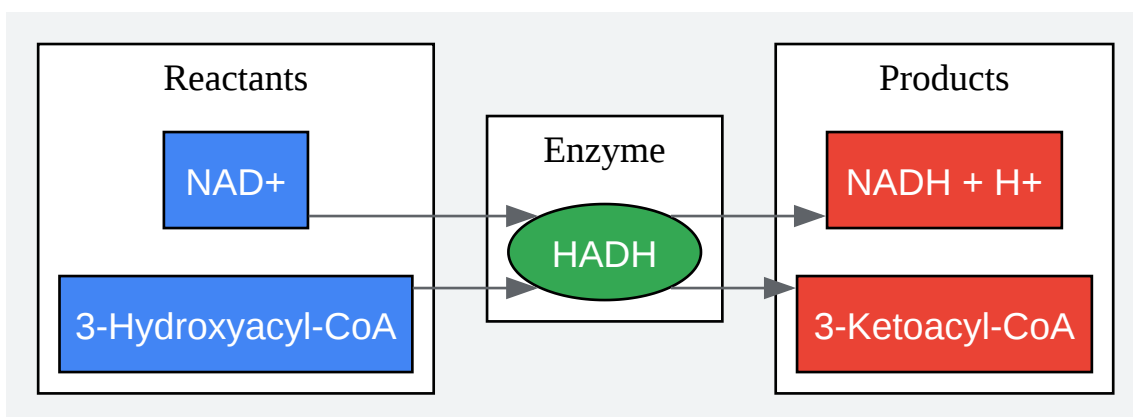 Reactants
NAD+
3-Hydroxyacyl-CoA
Enzyme
HADH
Products
NADH + H+
3-Ketoacyl-CoA